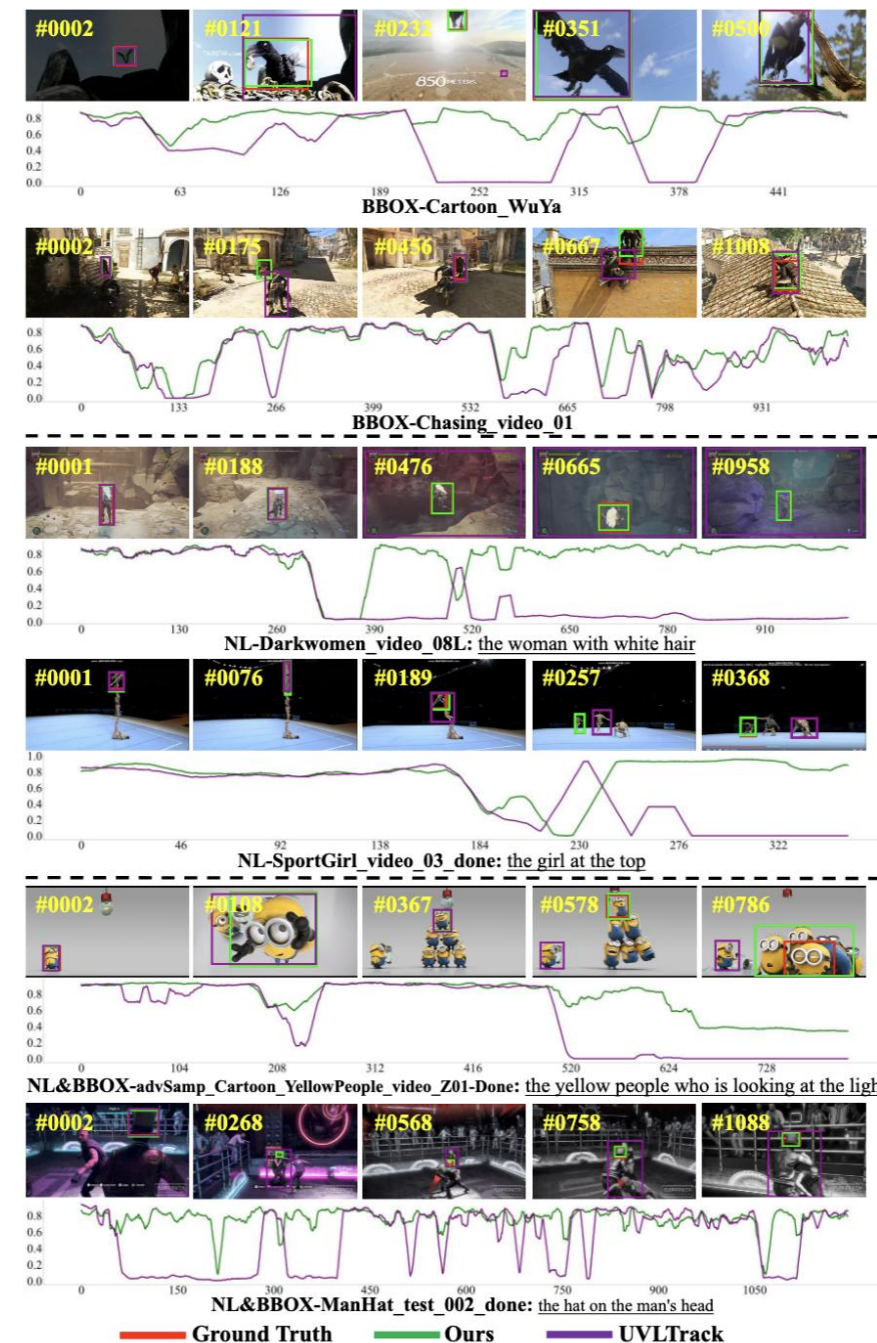 #0002 #0121 #0232 #0351 #0500
850 METERS
0.8
0.6
0.4
0.2
0.0
0 63 126 189 252 315 378 441
BBOX-Cartoon_WuYa
#0002 #0175 #0456 #0667 #1008
0.8
0.6
0.4
0.2
0.0
0 133 266 399 532 665 798 931
BBOX-Chasing_video_01
#0001 #0188 #0476 #0665 #0958
0.8
0.6
0.4
0.2
0.0
0 130 260 390 520 650 780 910
NL-Darkwomen_video_08L: the woman with white hair
#0001 #0076 #0189 #0257 #0368
1.0
0.8
0.6
0.4
0.2
0.0
0 46 92 138 184 230 276 322
NL-SportGirl_video_03_done: the girl at the top
#0002 #0108 #0367 #0578 #0786
0.8
0.6
0.4
0.2
0.0
0 104 208 312 416 520 624 728
NL&BBOX-advSamp_Cartoon_YellowPeople_video_Z01-Done: the yellow people who is looking at the ligh
#0002 #0268 #0568 #0758 #1088
0.8
0.6
0.4
0.2
0.0
0 150 300 450 600 750 900 1050
NL&BBOX-ManHat_test_002_done: the hat on the man's head
Ground Truth Ours UVLTrack